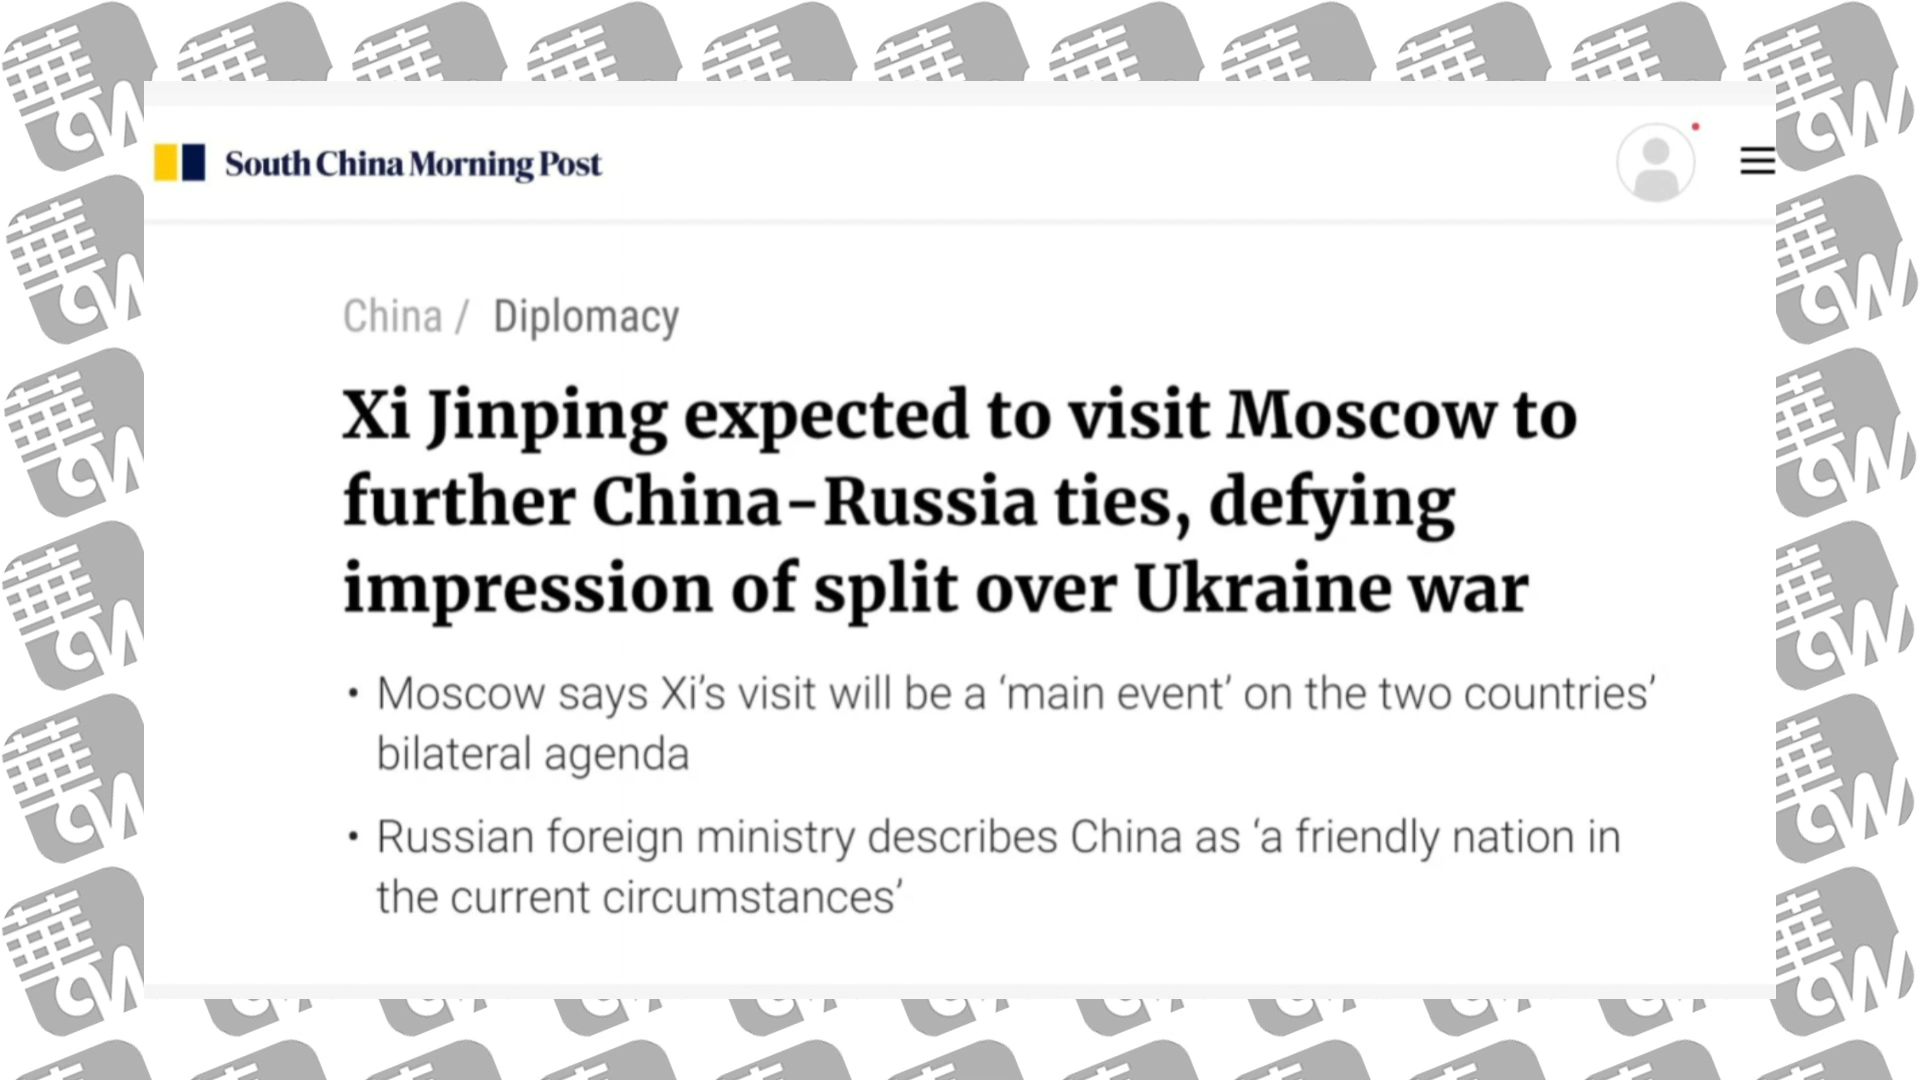 South China Morning Post
China / Diplomacy
Xi Jinping expected to visit Moscow to
further China-Russia ties, defying
impression of split over Ukraine war
• Moscow says Xi's visit will be a ‘main event’ on the two countries’
bilateral agenda
• Russian foreign ministry describes China as ‘a friendly nation in
the current circumstances’
華
CW